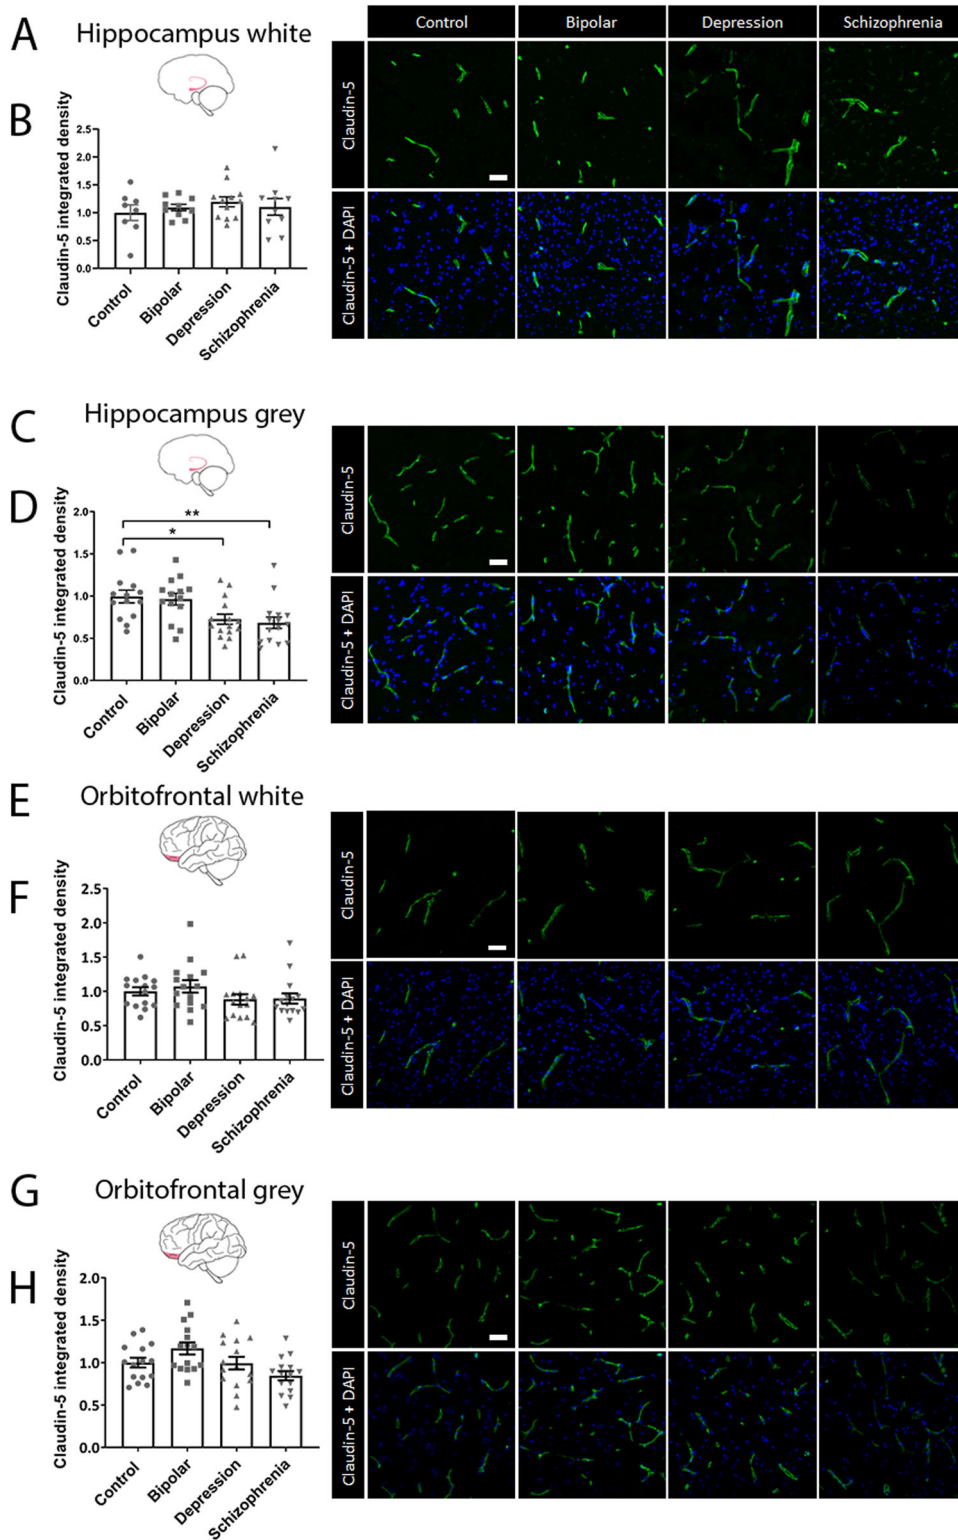 A
Hippocampus white
Control
Bipolar
Depression
Schizophrenia
B
Claudin-5 integrated density
2.5
2.0
1.5
1.0
0.5
0.0
Control
Bipolar
Depression
Schizophrenia
Claudin-5
Claudin-5 + DAPI
C
Hippocampus grey
D
Claudin-5 integrated density
2.0
1.5
1.0
0.5
0.0
**
*
Control
Bipolar
Depression
Schizophrenia
Claudin-5
Claudin-5 + DAPI
E
Orbitofrontal white
F
Claudin-5 integrated density
2.5
2.0
1.5
1.0
0.5
0.0
Control
Bipolar
Depression
Schizophrenia
Claudin-5
Claudin-5 + DAPI
G
Orbitofrontal grey
H
Claudin-5 integrated density
2.0
1.5
1.0
0.5
0.0
Control
Bipolar
Depression
Schizophrenia
Claudin-5
Claudin-5 + DAPI